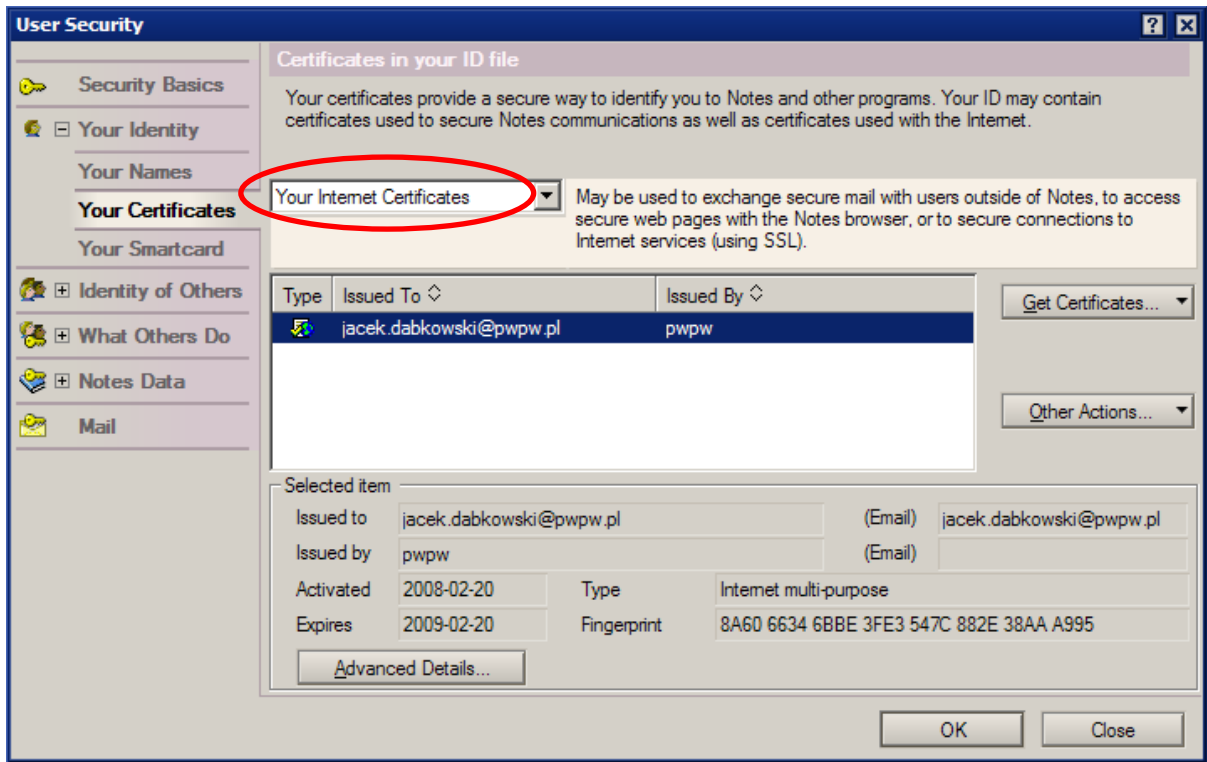 User Security
Certificates in your ID file
Security Basics
Your Identity
Your Names
Your Certificates
Your Smartcard
Identity of Others
What Others Do
Notes Data
Mail
Your certificates provide a secure way to identify you to Notes and other programs. Your ID may contain
certificates used to secure Notes communications as well as certificates used with the Internet.
Your Internet Certificates
May be used to exchange secure mail with users outside of Notes, to access
secure web pages with the Notes browser, or to secure connections to
Internet services (using SSL).
Type Issued To Issued By
jacek.dabkowski@pwpw.pl pwpw
Get Certificates...
Other Actions...
Selected item
Issued to jacek.dabkowski@pwpw.pl (Email) jacek.dabkowski@pwpw.pl
Issued by pwpw (Email)
Activated 2008-02-20 Type Internet multi-purpose
Expires 2009-02-20 Fingerprint 8A60 6634 6BBE 3FE3 547C 882E 38AA A995
Advanced Details...
OK Close